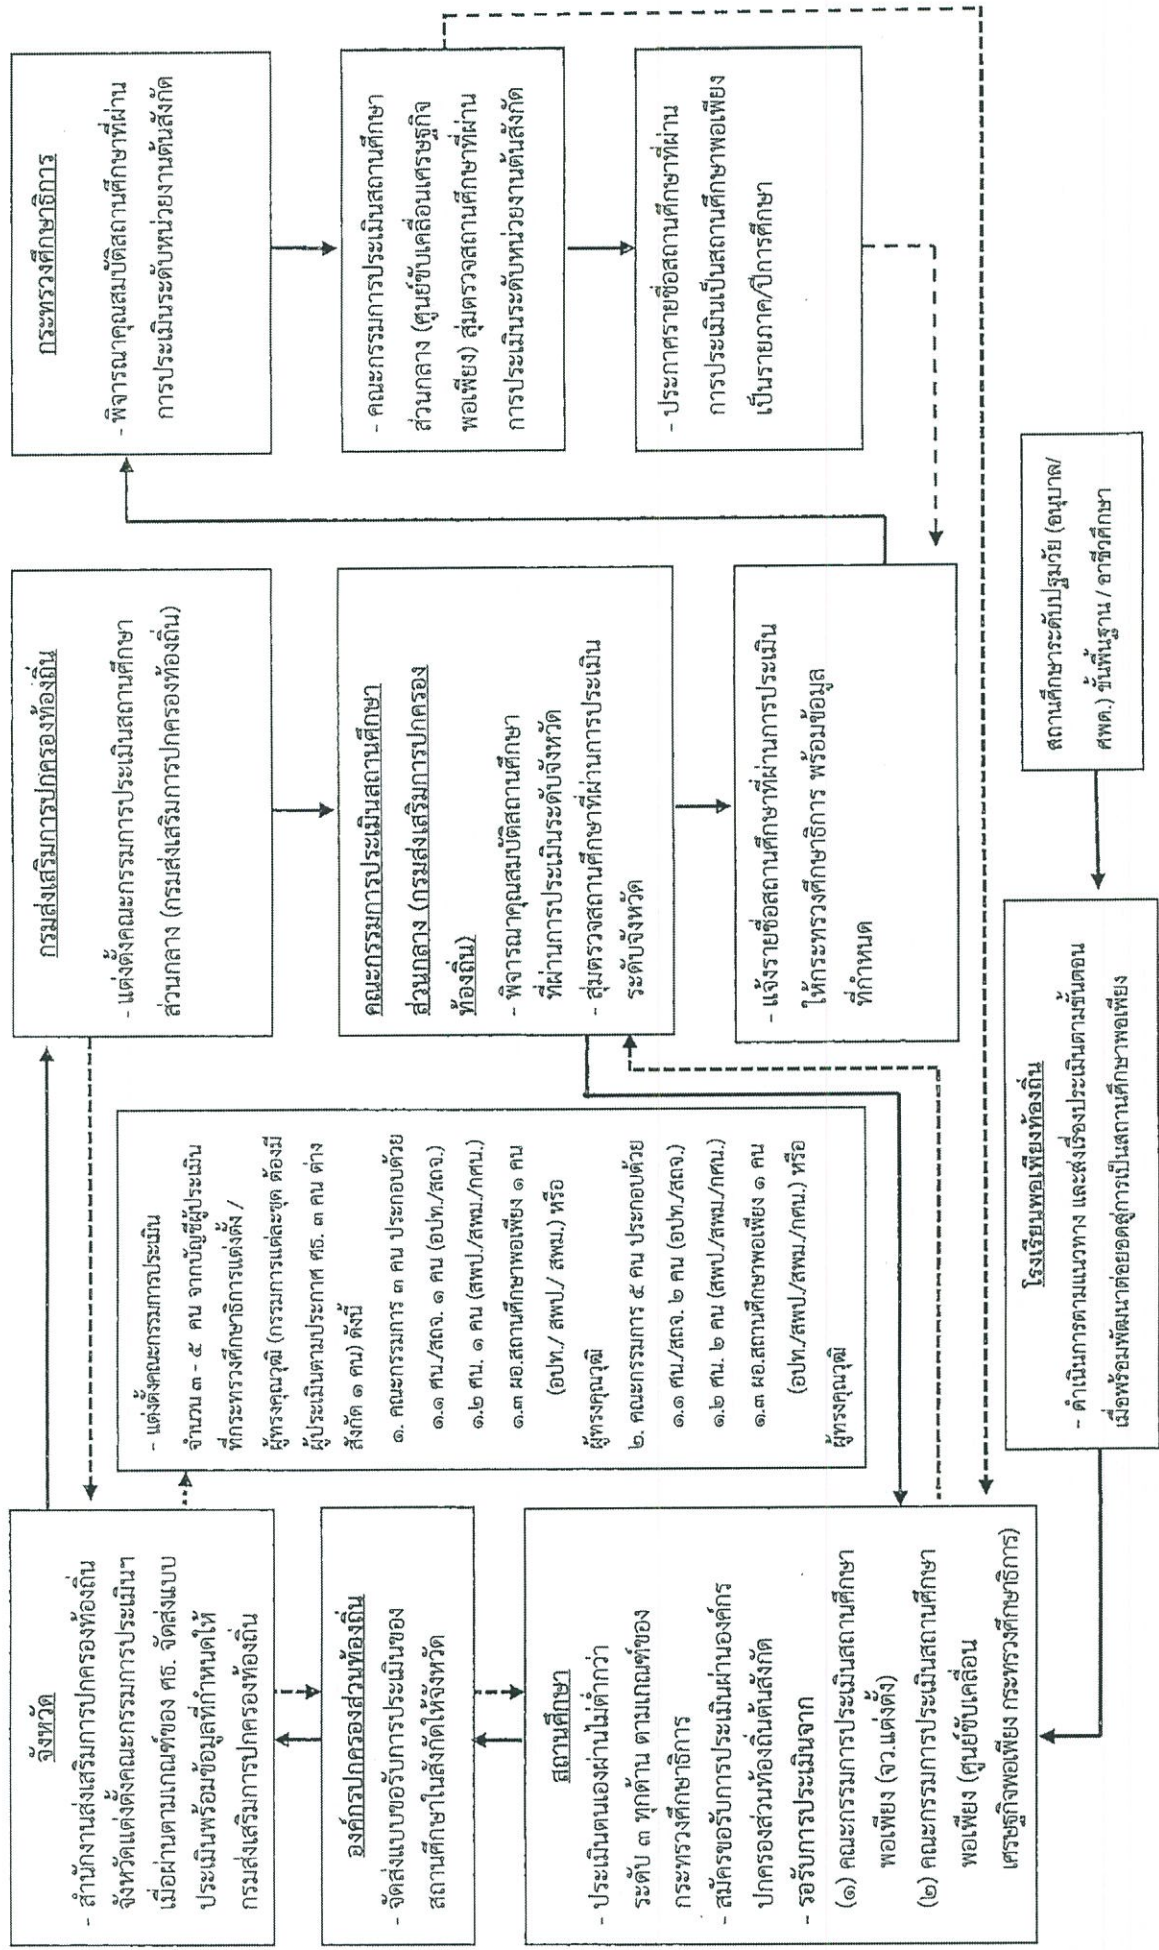 จังหวัด
- สำนักงานส่งเสริมการปกครองท้องถิ่น
จังหวัดแต่งตั้งคณะกรรมการประเมินฯ
เมื่อผ่านตามเกณฑ์ของ ศธ. จัดส่งแบบ
ประเมินพร้อมข้อมูลที่กำหนดให้
กรมส่งเสริมการปกครองท้องถิ่น
องค์กรปกครองส่วนท้องถิ่น
- จัดส่งแบบขอรับการประเมินของ
สถานศึกษาในสังกัดให้จังหวัด
สถานศึกษา
- ประเมินตนเองผ่านไม่ต่ำกว่า
ระดับ ๓ ทุกด้าน ตามเกณฑ์ของ
กระทรวงศึกษาธิการ
- สมัครขอรับการประเมินผ่านองค์กร
ปกครองส่วนท้องถิ่นต้นสังกัด
- รอรับการประเมินจาก
(๑) คณะกรรมการประเมินสถานศึกษา
พอเพียง (จว.แต่งตั้ง)
(๒) คณะกรรมการประเมินสถานศึกษา
พอเพียง (ศูนย์ขับเคลื่อน
เศรษฐกิจพอเพียง กระทรวงศึกษาธิการ)
- แต่งตั้งคณะกรรมการประเมิน
จำนวน ๓ - ๕ คน จากบัญชีผู้ประเมิน
ที่กระทรวงศึกษาธิการแต่งตั้ง /
ผู้ทรงคุณวุฒิ (กรรมการแต่ละชุด ต้องมี
ผู้ประเมินตามประกาศ ศธ. ๓ คน ต่าง
สังกัด ๑ คน) ดังนี้
๑. คณะกรรมการ ๓ คน ประกอบด้วย
๑.๑ ศน./สถจ. ๑ คน (อปท./สถจ.)
๑.๒ ศน. ๑ คน (สพป./สพม./กศน.)
๑.๓ ผอ.สถานศึกษาพอเพียง ๑ คน
(อปท./ สพป./ สพม.) หรือ
ผู้ทรงคุณวุฒิ
๒. คณะกรรมการ ๕ คน ประกอบด้วย
๑.๑ ศน./สถจ. ๒ คน (อปท./สถจ.)
๑.๒ ศน. ๒ คน (สพป./สพม./กศน.)
๑.๓ ผอ.สถานศึกษาพอเพียง ๑ คน
(อปท./สพป./สพม./กศน.) หรือ
ผู้ทรงคุณวุฒิ
กรมส่งเสริมการปกครองท้องถิ่น
- แต่งตั้งคณะกรรมการประเมินสถานศึกษา
ส่วนกลาง (กรมส่งเสริมการปกครองท้องถิ่น)
คณะกรรมการประเมินสถานศึกษา
ส่วนกลาง (กรมส่งเสริมการปกครอง
ท้องถิ่น)
- พิจารณาคุณสมบัติสถานศึกษา
ที่ผ่านการประเมินระดับจังหวัด
- สุ่มตรวจสถานศึกษาที่ผ่านการประเมิน
ระดับจังหวัด
- แจ้งรายชื่อสถานศึกษาที่ผ่านการประเมิน
ให้กระทรวงศึกษาธิการ พร้อมข้อมูล
ที่กำหนด
กระทรวงศึกษาธิการ
- พิจารณาคุณสมบัติสถานศึกษาที่ผ่าน
การประเมินระดับหน่วยงานต้นสังกัด
- คณะกรรมการประเมินสถานศึกษา
ส่วนกลาง (ศูนย์ขับเคลื่อนเศรษฐกิจ
พอเพียง) สุ่มตรวจสถานศึกษาที่ผ่าน
การประเมินระดับหน่วยงานต้นสังกัด
- ประกาศรายชื่อสถานศึกษาที่ผ่าน
การประเมินเป็นสถานศึกษาพอเพียง
เป็นรายภาค/ปีการศึกษา
โรงเรียนพอเพียงท้องถิ่น
- ดำเนินการตามแนวทาง และส่งเรื่องประเมินตามขั้นตอน
เมื่อพร้อมพัฒนาต่อยอดสู่การเป็นสถานศึกษาพอเพียง
สถานศึกษาระดับปฐมวัย (อนุบาล/
ศพด.) ขั้นพื้นฐาน / อาชีวศึกษา